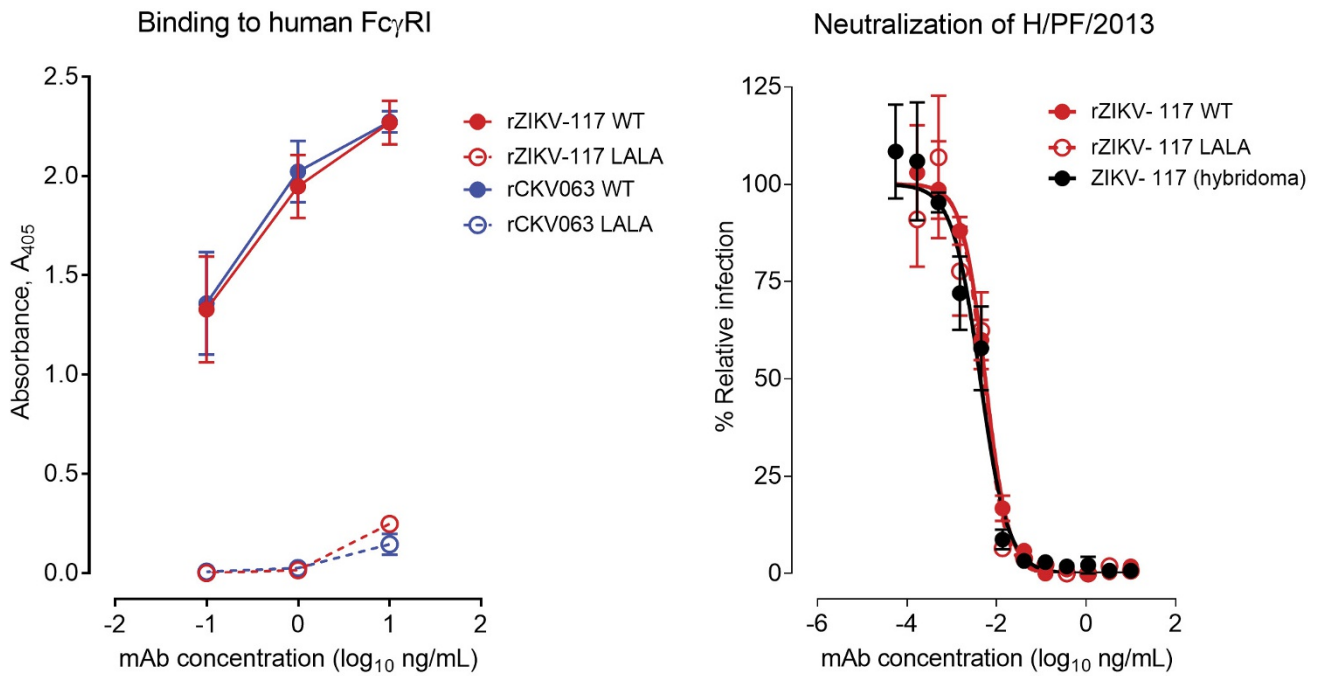 Binding to human FcγRI
2.5
2.0
1.5
1.0
0.5
0.0
Absorbance, A405
-2 -1 0 1 2
mAb concentration (log10 ng/mL)
rZIKV-117 WT
rZIKV-117 LALA
rCKV063 WT
rCKV063 LALA
Neutralization of H/PF/2013
125
100
75
50
25
0
% Relative infection
-6 -4 -2 0 2
mAb concentration (log10 ng/mL)
rZIKV- 117 WT
rZIKV- 117 LALA
ZIKV- 117 (hybridoma)